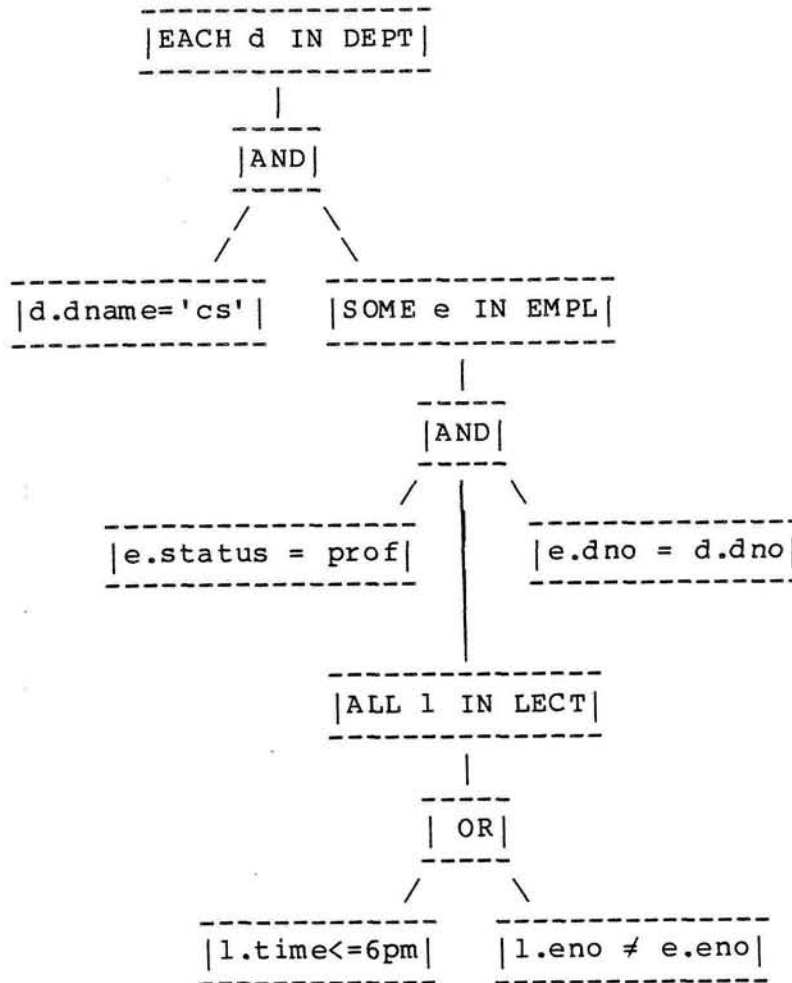 EACH d IN DEPT
AND
d.dname='cs' SOME e IN EMPL
AND
e.status = prof e.dno = d.dno
ALL l IN LECT
OR
l.time<=6pm l.eno ≠ e.eno